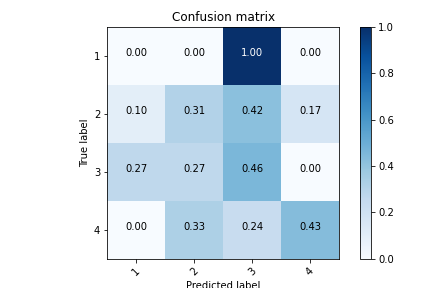 Confusion matrix
1.0
1 0.00 0.00 1.00 0.00
0.8
2 0.10 0.31 0.42 0.17
0.6
True label
0.4
3 0.27 0.27 0.46 0.00
0.2
4 0.00 0.33 0.24 0.43
0.0
1 2 3 4
Predicted label